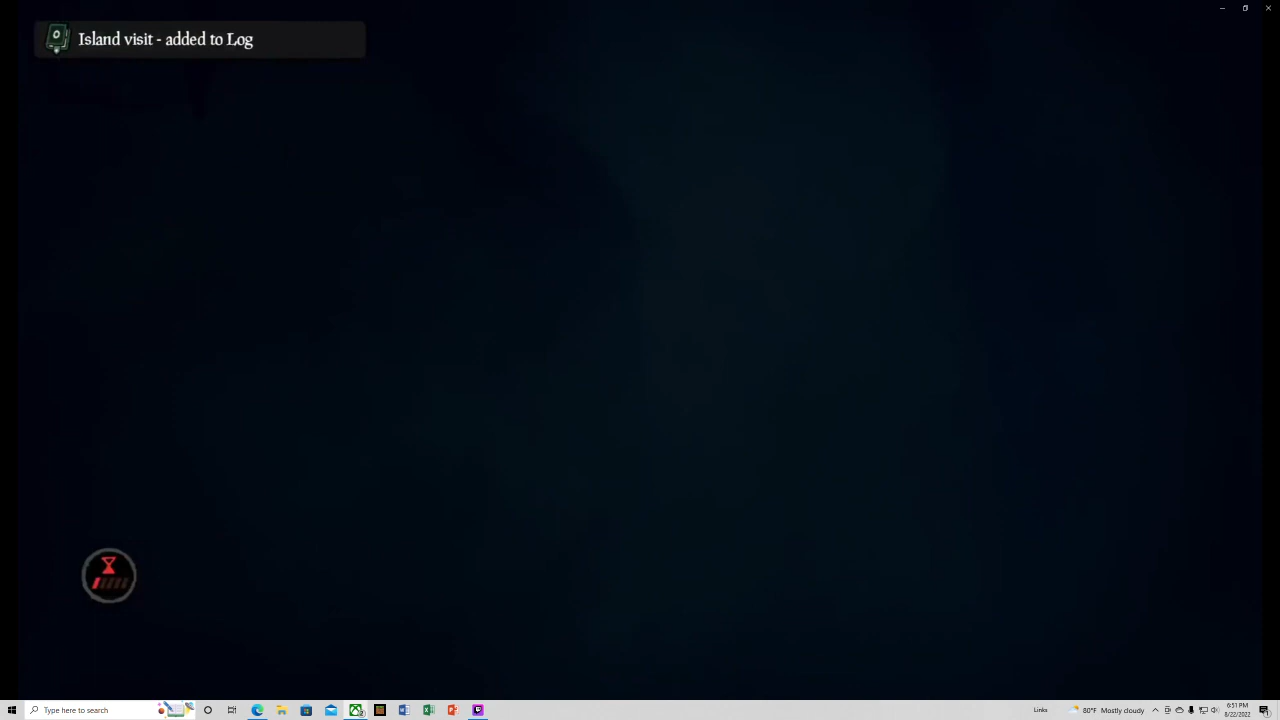 Island visit - added to Log
Type here to search
Links
80°F Mostly cloudy
6:51 PM
8/22/2022